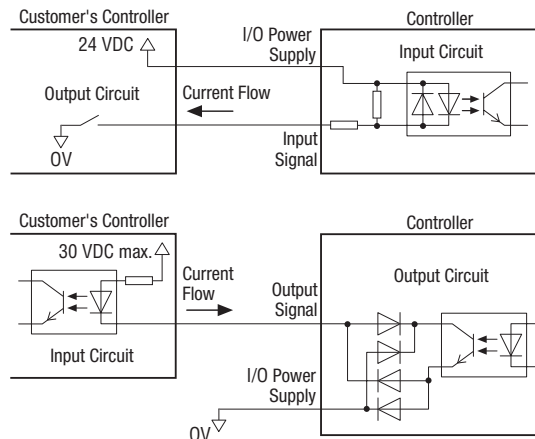 Customer's Controller
Controller
24 VDC
I/O Power
Supply
Input Circuit
Output Circuit
Current Flow
0V
Input
Signal
Customer's Controller
Controller
30 VDC max.
Current
Flow
Output
Signal
Output Circuit
Input Circuit
I/O Power
Supply
0V